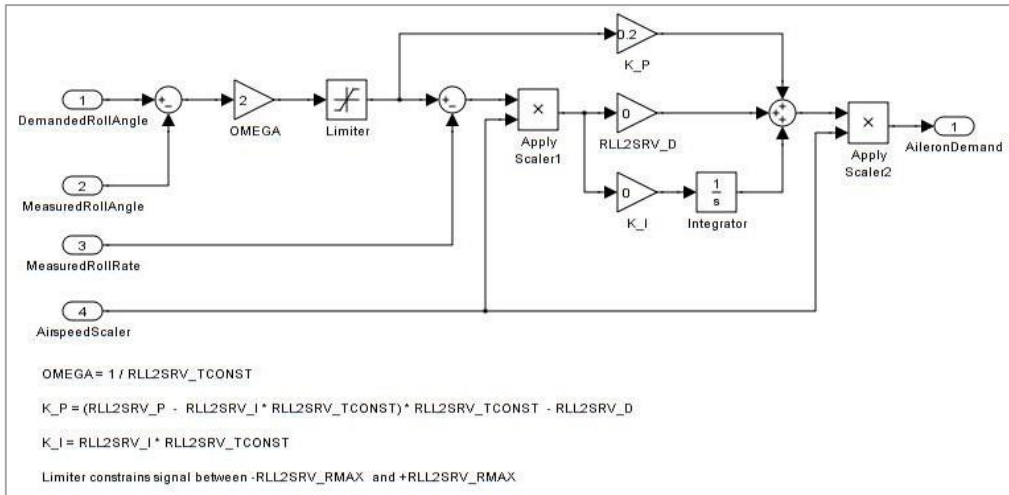 0.2
K_P
1
DemandedRollAngle
+
−
2
OMEGA
Limiter
+
−
×
Apply
Scaler1
0
RLL2SRV_D
+
+
+
×
Apply
Scaler2
1
AileronDemand
2
MeasuredRollAngle
0
K_I
1
s
Integrator
3
MeasuredRollRate
4
AirspeedScaler
OMEGA = 1 / RLL2SRV_TCONST
K_P = (RLL2SRV_P - RLL2SRV_I * RLL2SRV_TCONST) * RLL2SRV_TCONST - RLL2SRV_D
K_I = RLL2SRV_I * RLL2SRV_TCONST
Limiter constrains signal between -RLL2SRV_RMAX and +RLL2SRV_RMAX